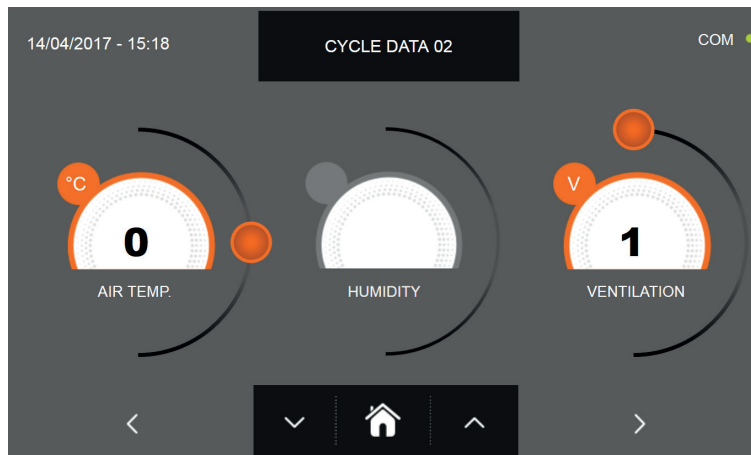 14/04/2017 - 15:18
CYCLE DATA 02
COM
°C
V
0
1
AIR TEMP.
HUMIDITY
VENTILATION